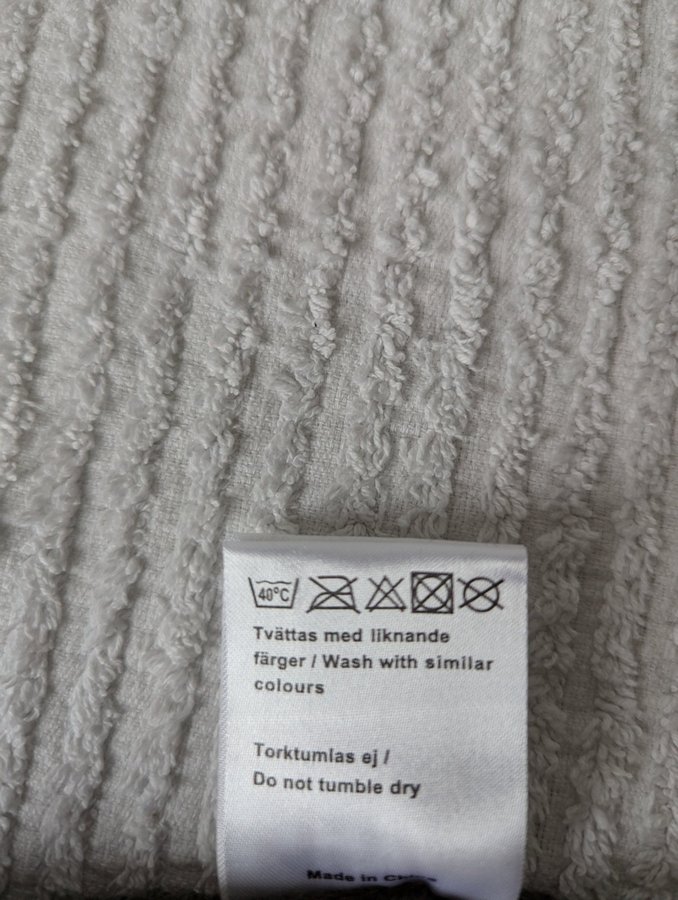 40°C
Tvättas med liknande
färger / Wash with similar
colours
Torktumlas ej /
Do not tumble dry
Made in